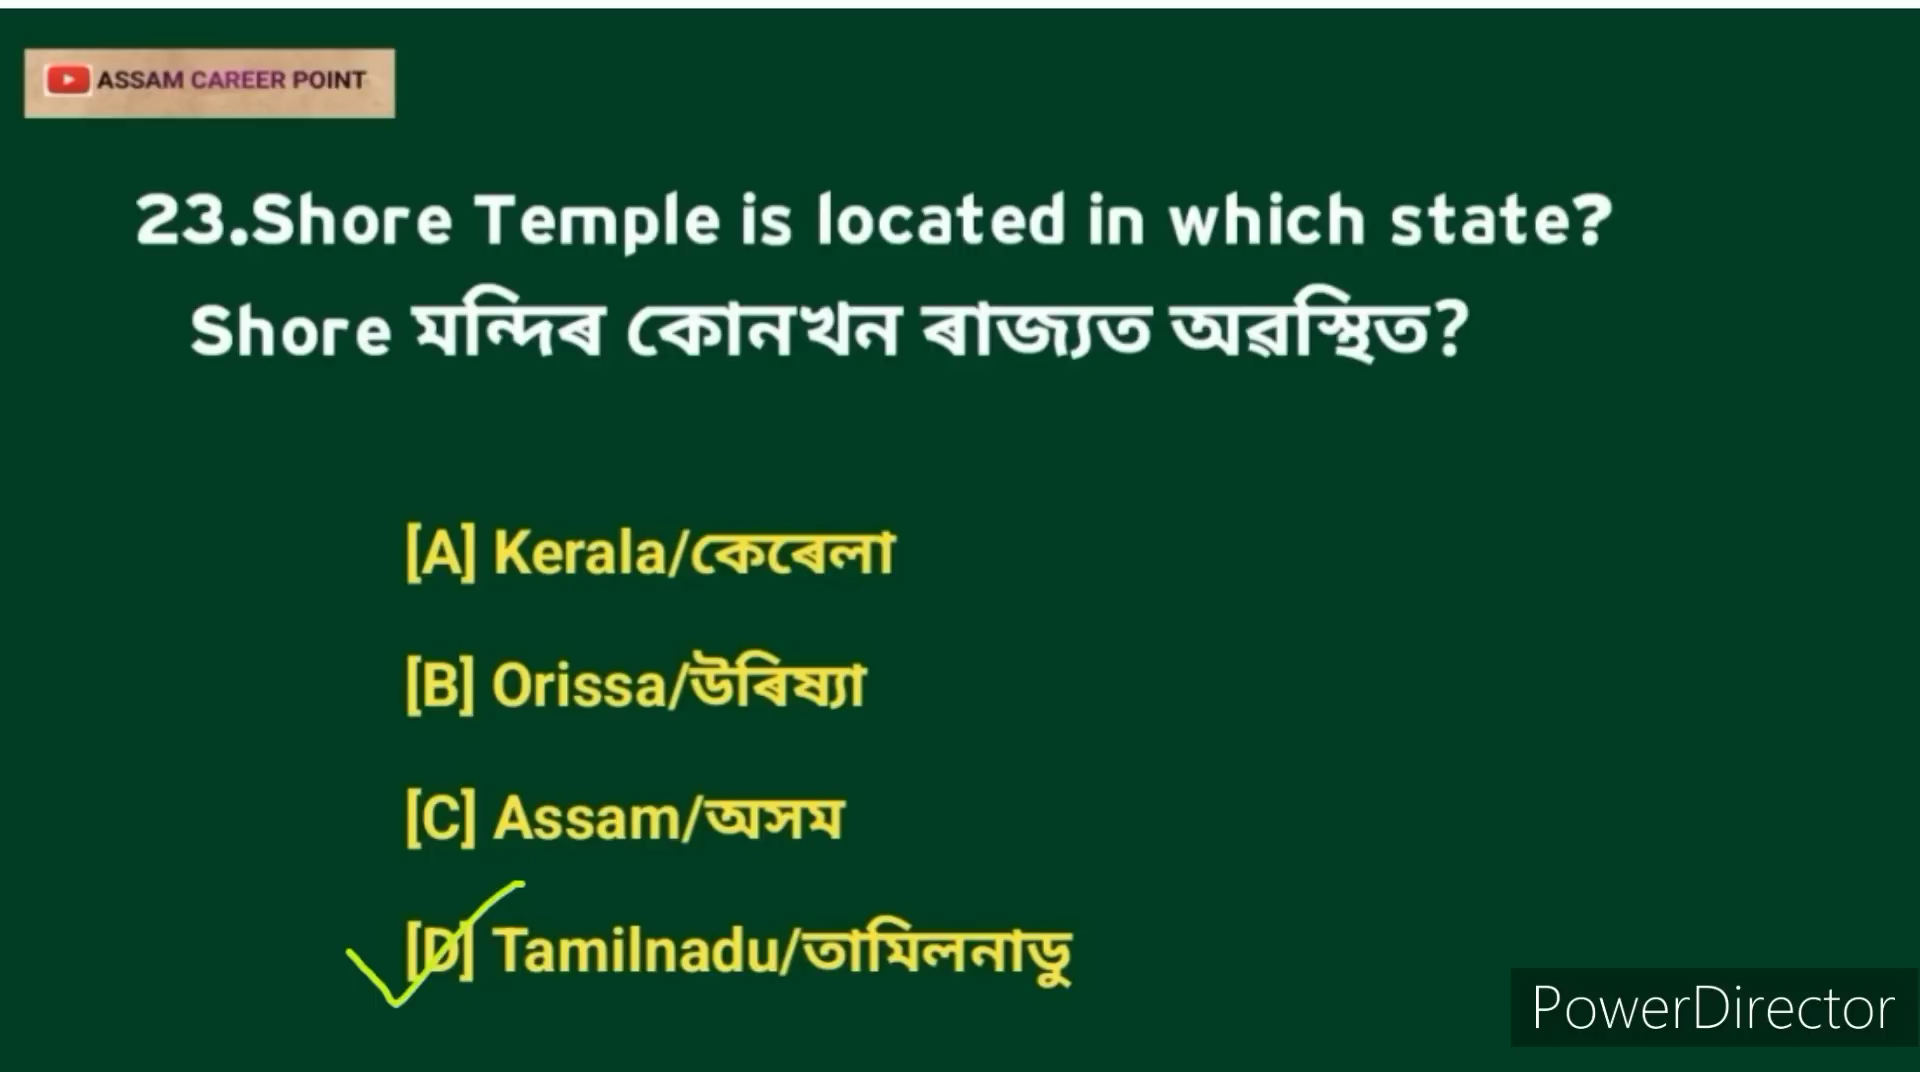 ASSAM CAREER POINT
23.Shore Temple is located in which state?
Shore মন্দিৰ কোনখন ৰাজ্যত অৱস্থিত?
[A] Kerala/কেৰেলা
[B] Orissa/উৰিষ্যা
[C] Assam/অসম
[D] Tamilnadu/তামিলনাডু
PowerDirector